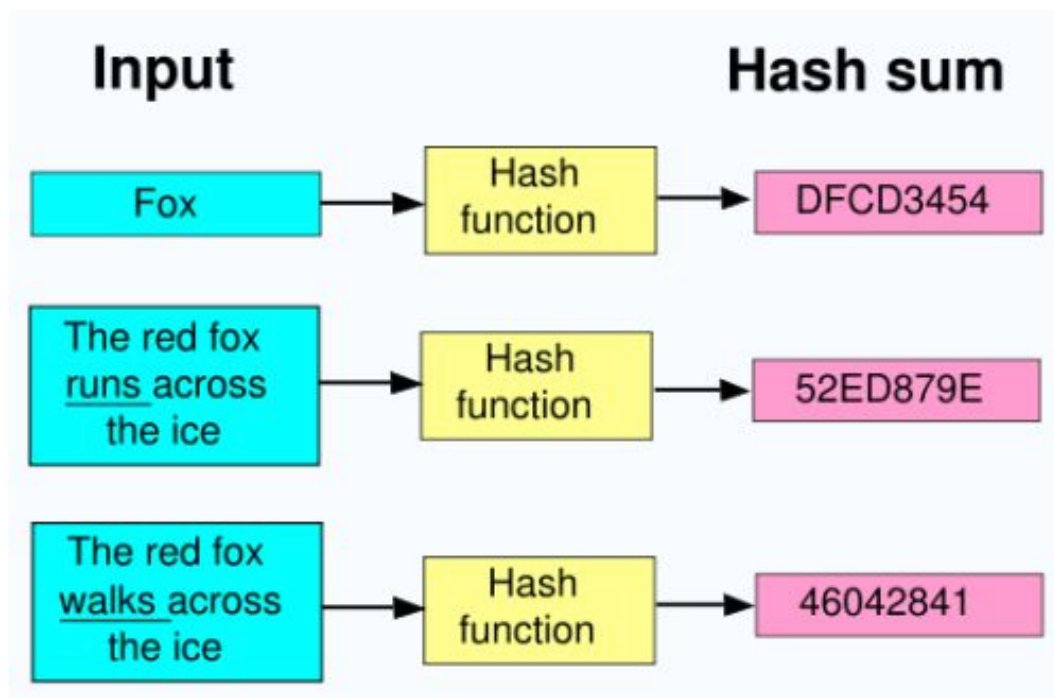 Input
Hash sum
Fox
Hash
function
DFCD3454
The red fox
runs across
the ice
Hash
function
52ED879E
The red fox
walks across
the ice
Hash
function
46042841